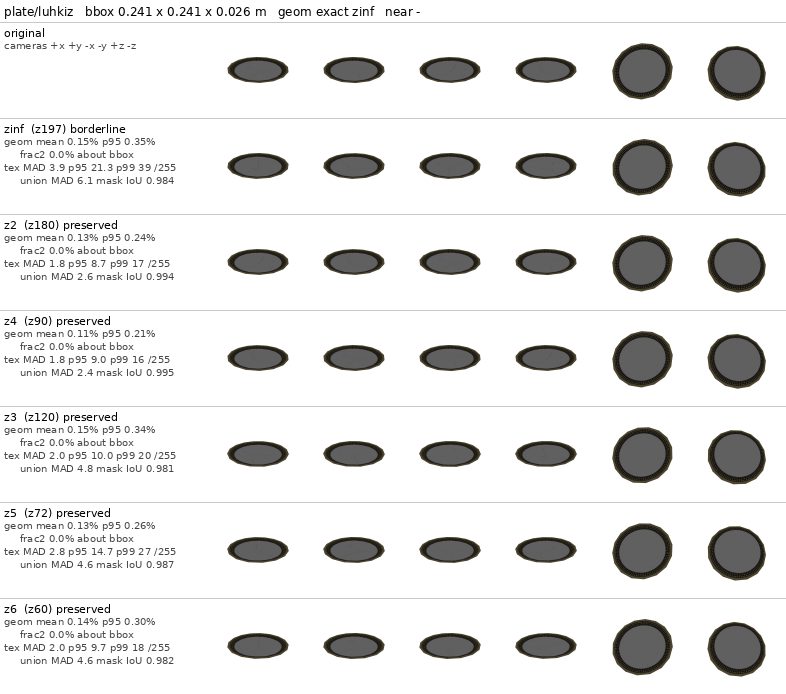 plate/luhkiz   bbox 0.241 x 0.241 x 0.026 m   geom exact zinf   near -
original
cameras +x +y -x -y +z -z
zinf  (z197) borderline
geom mean 0.15% p95 0.35%
frac2 0.0% about bbox
tex MAD 3.9 p95 21.3 p99 39 /255
union MAD 6.1 mask IoU 0.984
z2  (z180) preserved
geom mean 0.13% p95 0.24%
frac2 0.0% about bbox
tex MAD 1.8 p95 8.7 p99 17 /255
union MAD 2.6 mask IoU 0.994
z4  (z90) preserved
geom mean 0.11% p95 0.21%
frac2 0.0% about bbox
tex MAD 1.8 p95 9.0 p99 16 /255
union MAD 2.4 mask IoU 0.995
z3  (z120) preserved
geom mean 0.15% p95 0.34%
frac2 0.0% about bbox
tex MAD 2.0 p95 10.0 p99 20 /255
union MAD 4.8 mask IoU 0.981
z5  (z72) preserved
geom mean 0.13% p95 0.26%
frac2 0.0% about bbox
tex MAD 2.8 p95 14.7 p99 27 /255
union MAD 4.6 mask IoU 0.987
z6  (z60) preserved
geom mean 0.14% p95 0.30%
frac2 0.0% about bbox
tex MAD 2.0 p95 9.7 p99 18 /255
union MAD 4.6 mask IoU 0.982